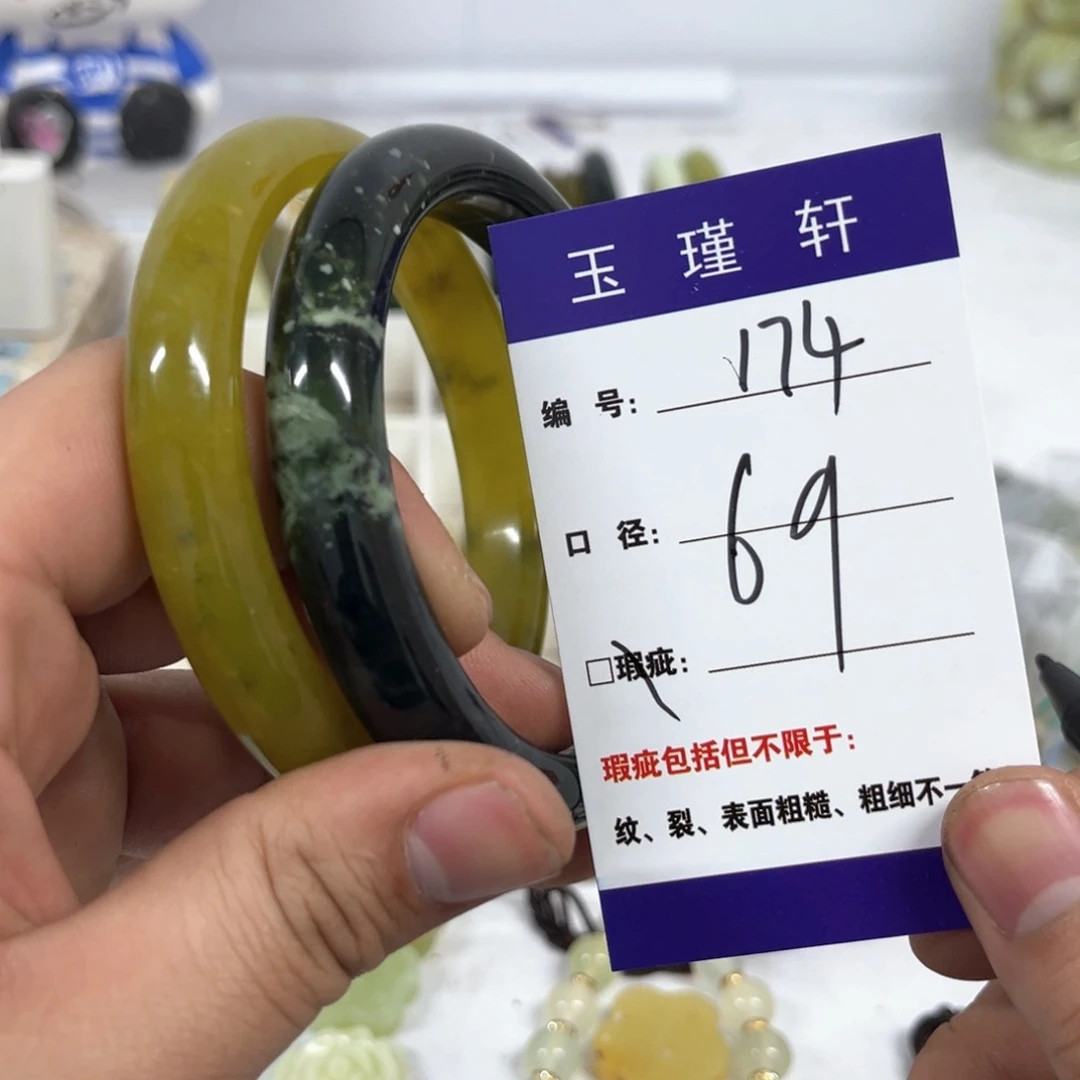 玉瑾轩
编号: 174
口径: 69
□瑕疵:
瑕疵包括但不限于:
纹、裂、表面粗糙、粗细不一